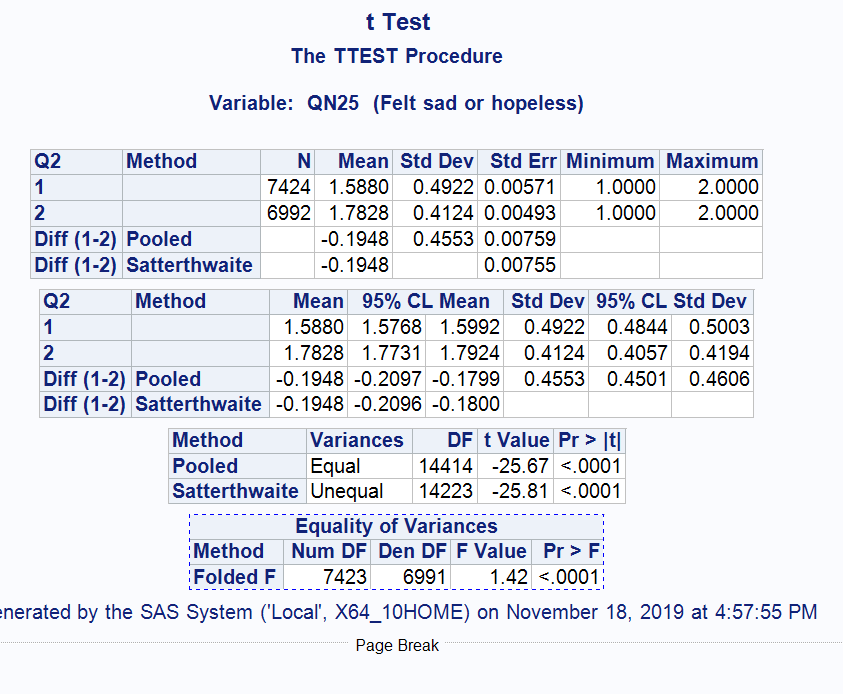 t Test
The TTEST Procedure
Variable: QN25 (Felt sad or hopeless)
Q2 Method N Mean Std Dev Std Err Minimum Maximum
1 7424 1.5880 0.4922 0.00571 1.0000 2.0000
2 6992 1.7828 0.4124 0.00493 1.0000 2.0000
Diff (1-2) Pooled -0.1948 0.4553 0.00759
Diff (1-2) Satterthwaite -0.1948 0.00755
Q2 Method Mean 95% CL Mean Std Dev 95% CL Std Dev
1 1.5880 1.5768 1.5992 0.4922 0.4844 0.5003
2 1.7828 1.7731 1.7924 0.4124 0.4057 0.4194
Diff (1-2) Pooled -0.1948 -0.2097 -0.1799 0.4553 0.4501 0.4606
Diff (1-2) Satterthwaite -0.1948 -0.2096 -0.1800
Method Variances DF t Value Pr > |t|
Pooled Equal 14414 -25.67 <.0001
Satterthwaite Unequal 14223 -25.81 <.0001
Equality of Variances
Method Num DF Den DF F Value Pr > F
Folded F 7423 6991 1.42 <.0001
enerated by the SAS System ('Local', X64_10HOME) on November 18, 2019 at 4:57:55 PM
Page Break